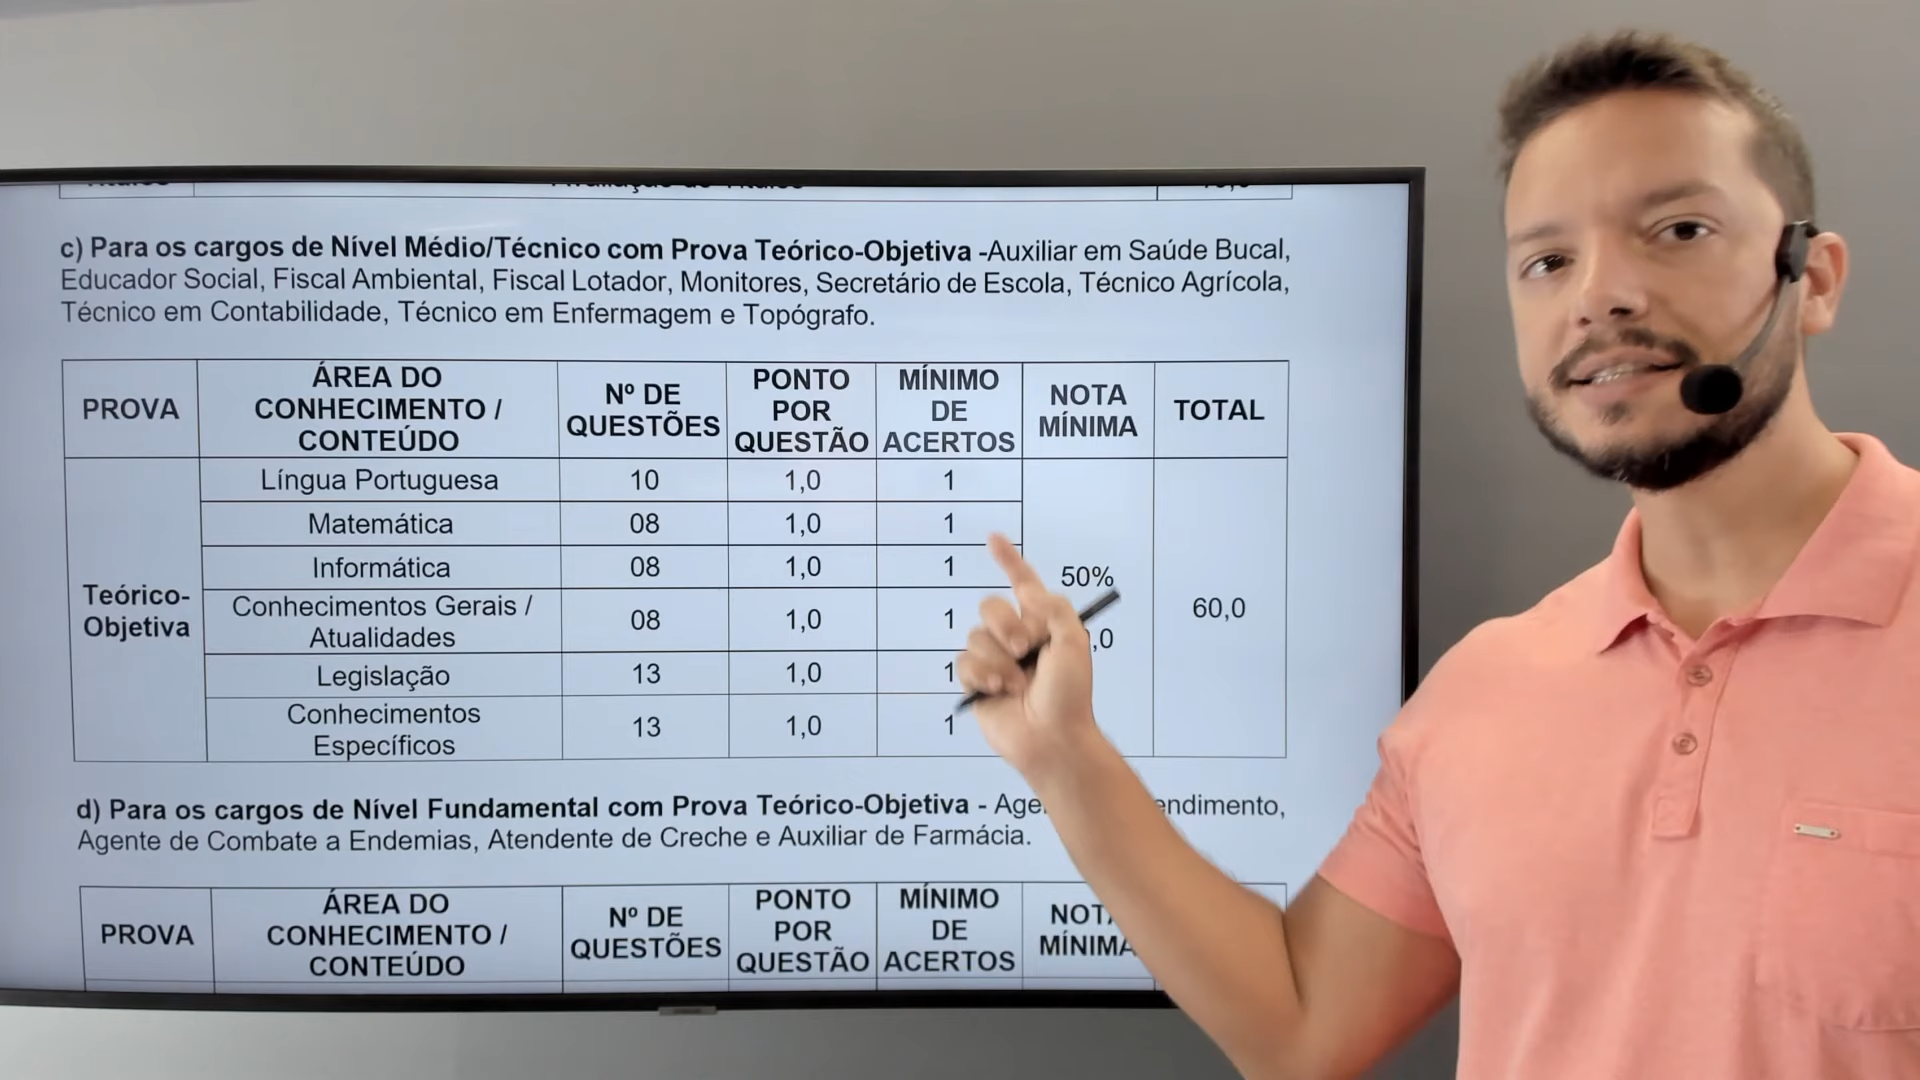 c) Para os cargos de Nível Médio/Técnico com Prova Teórico-Objetiva -Auxiliar em Saúde Bucal,
Educador Social, Fiscal Ambiental, Fiscal Lotador, Monitores, Secretário de Escola, Técnico Agrícola,
Técnico em Contabilidade, Técnico em Enfermagem e Topógrafo.
PROVA
ÁREA DO
CONHECIMENTO /
CONTEÚDO
Nº DE
QUESTÕES
PONTO
POR
QUESTÃO
MÍNIMO
DE
ACERTOS
NOTA
MÍNIMA
TOTAL
Teórico-
Objetiva
Língua Portuguesa 10 1,0 1
Matemática 08 1,0 1
Informática 08 1,0 1
Conhecimentos Gerais /
Atualidades
08 1,0 1
Legislação 13 1,0 1
Conhecimentos
Específicos
13 1,0 1
50%
,0
60,0
d) Para os cargos de Nível Fundamental com Prova Teórico-Objetiva -
Agente de Combate a Endemias, Atendente de Creche e Auxiliar de Farmácia.
PROVA
ÁREA DO
CONHECIMENTO /
CONTEÚDO
Nº DE
QUESTÕES
PONTO
POR
QUESTÃO
MÍNIMO
DE
ACERTOS